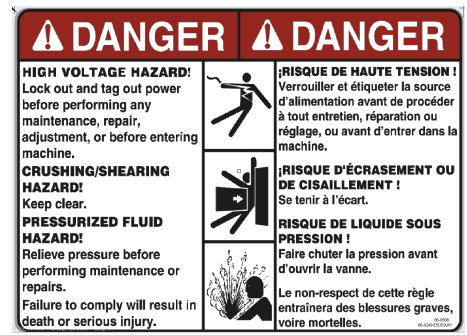 DANGER
HIGH VOLTAGE HAZARD!
Lock out and tag out power
before performing any
maintenance, repair,
adjustment, or before entering
machine.
CRUSHING/SHEARING
HAZARD!
Keep clear.
PRESSURIZED FLUID
HAZARD!
Relieve pressure before
performing maintenance or
repairs.
Failure to comply will result in
death or serious injury.
DANGER
¡RISQUE DE HAUTE TENSION !
Verrouiller et étiqueter la source
d'alimentation avant de procéder
à tout entretien, réparation ou
réglage, ou avant d'entrer dans la
machine.
¡RISQUE D'ÉCRASEMENT OU
DE CISAILLEMENT !
Se tenir à l'écart.
RISQUE DE LIQUIDE SOUS
PRESSION !
Faire chuter la pression avant
d'ouvrir la vanne.
Le non-respect de cette règle
entraînera des blessures graves,
voire mortelles.